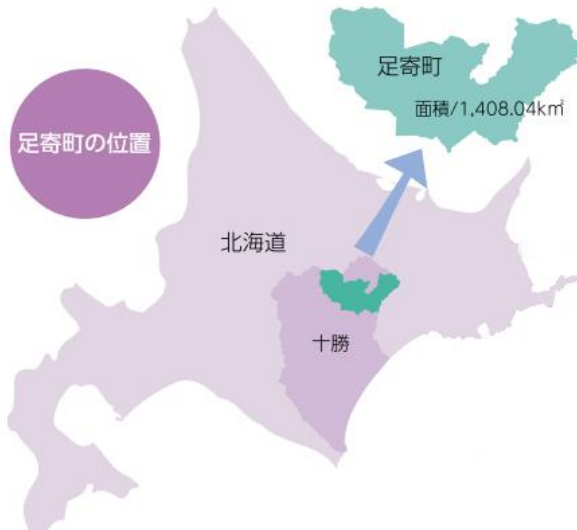 足寄町の位置
足寄町
面積/1,408.04k㎡
北海道
十勝